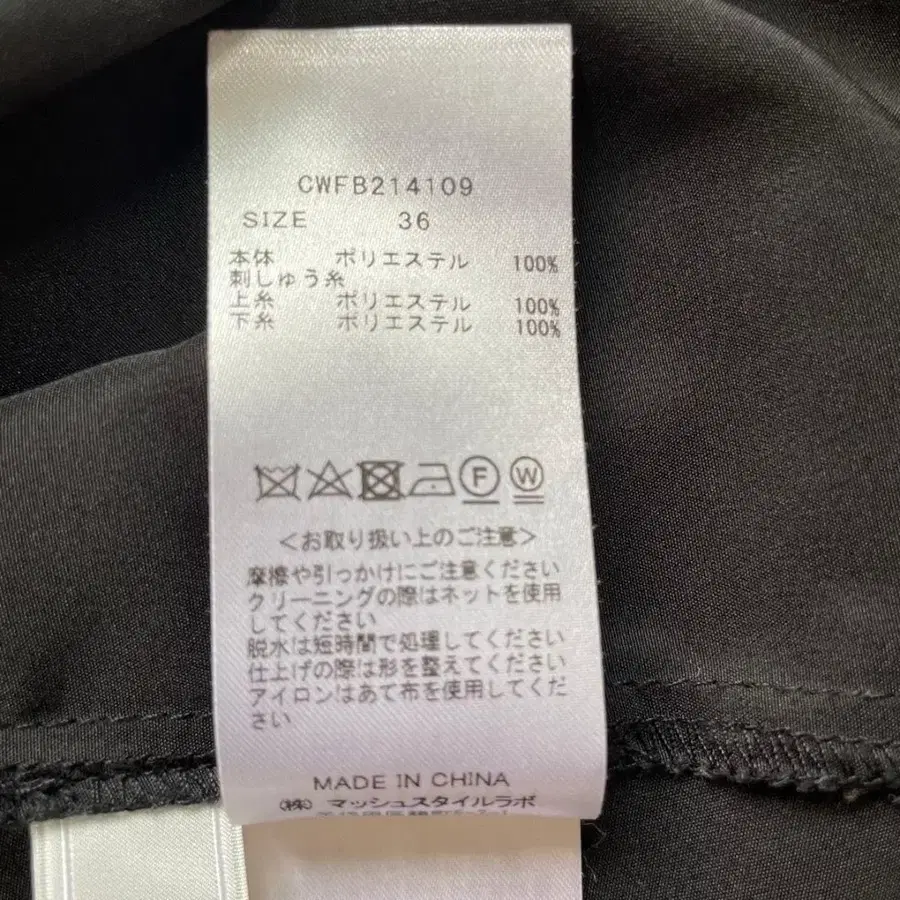 CWFB214109
SIZE 36
本体 ポリエステル 100%
刺しゅう糸
上糸 ポリエステル 100%
下糸 ポリエステル 100%
F W
<お取り扱い上のご注意>
摩擦や引っかけにご注意ください
クリーニングの際はネットを使用
してください
脱水は短時間で処理してください
仕上げの際は形を整えてください
アイロンはあて布を使用してくだ
さい
MADE IN CHINA
(株) マッシュスタイルラボ